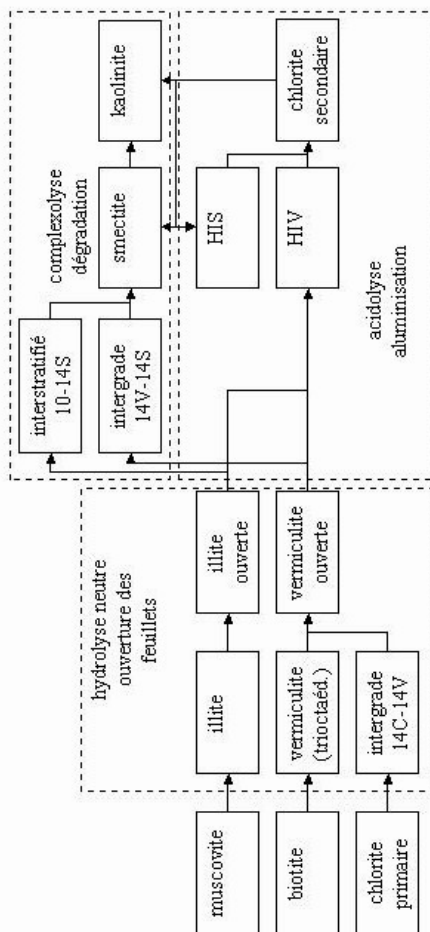 muscovite
biotite
chlorite
primaire
hydrolyse neutre
ouverture des
feuillets
illite
vermiculite
(trioctaéd.)
intergrade
14C-14V
illite
ouverte
vermiculite
ouverte
complexolyse
dégradation
interstratifié
10-14S
intergrade
14V-14S
smectite
kaolinite
HIS
HIV
chlorite
secondaire
acidolyse
aluminisation